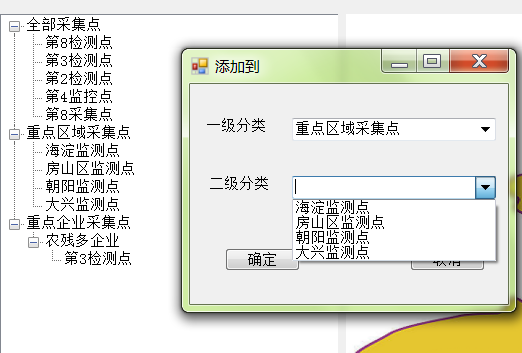 全部采集点
第8检测点
第3检测点
第2检测点
第4监控点
第8采集点
重点区域采集点
海淀监测点
房山区监测点
朝阳监测点
大兴监测点
重点企业采集点
农残多企业
第3检测点
添加到
一级分类 重点区域采集点
二级分类
海淀监测点
房山区监测点
朝阳监测点
大兴监测点
确定 取消